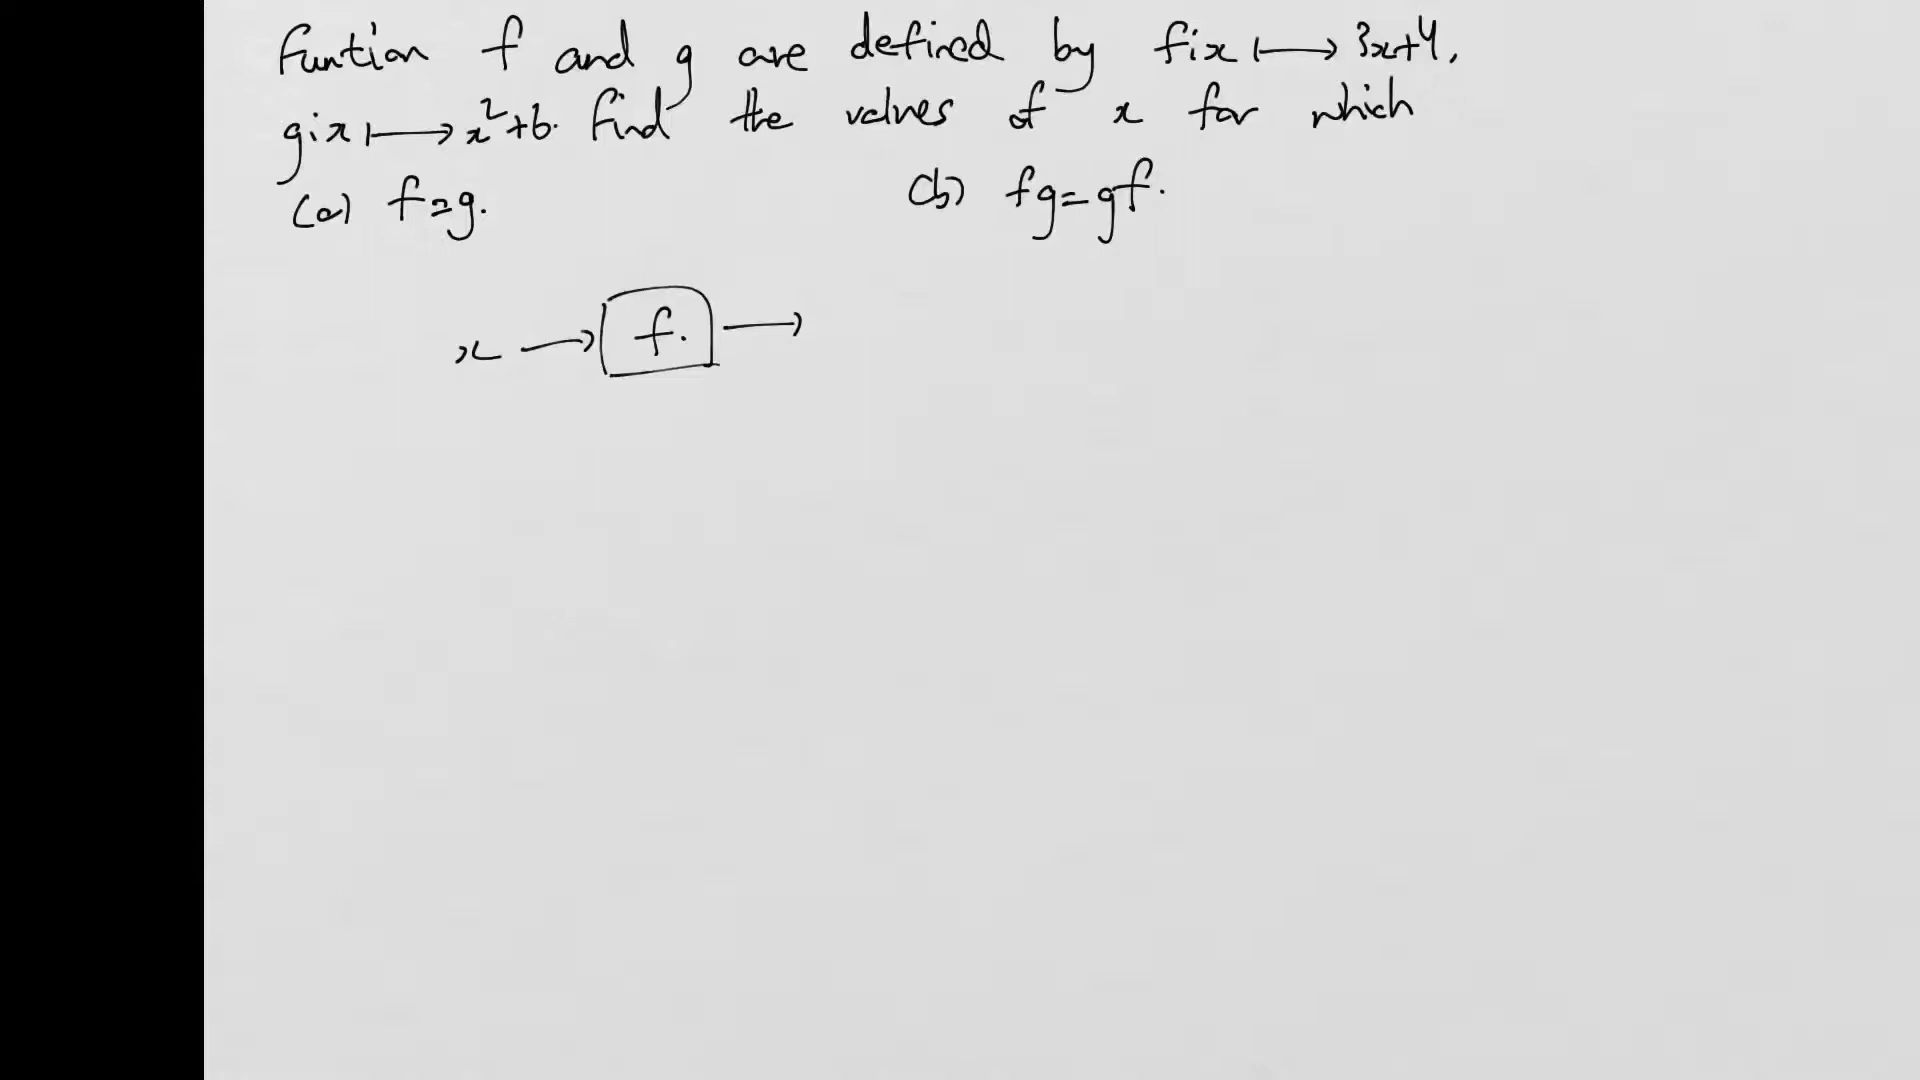 Funtion f and g are defined by f:x ↦ 3x+4,
g:x ↦ x²+6. Find the values of x for which
(a) f=g. (b) fg=gf.
x → f. →